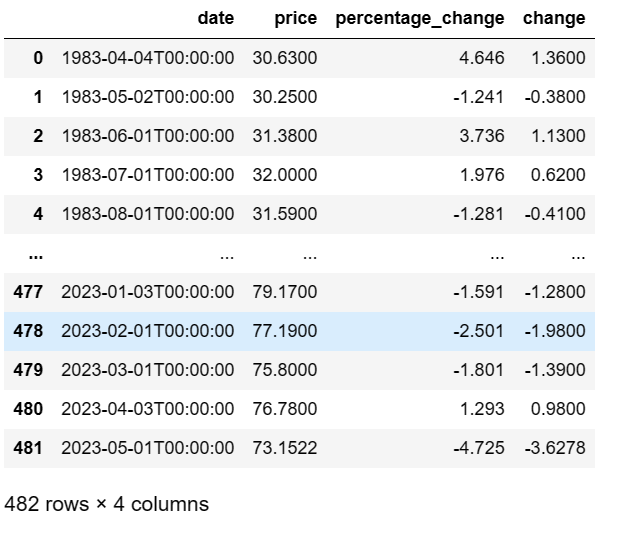 date price percentage_change change
0 1983-04-04T00:00:00 30.6300 4.646 1.3600
1 1983-05-02T00:00:00 30.2500 -1.241 -0.3800
2 1983-06-01T00:00:00 31.3800 3.736 1.1300
3 1983-07-01T00:00:00 32.0000 1.976 0.6200
4 1983-08-01T00:00:00 31.5900 -1.281 -0.4100
... ... ... ... ...
477 2023-01-03T00:00:00 79.1700 -1.591 -1.2800
478 2023-02-01T00:00:00 77.1900 -2.501 -1.9800
479 2023-03-01T00:00:00 75.8000 -1.801 -1.3900
480 2023-04-03T00:00:00 76.7800 1.293 0.9800
481 2023-05-01T00:00:00 73.1522 -4.725 -3.6278
482 rows × 4 columns